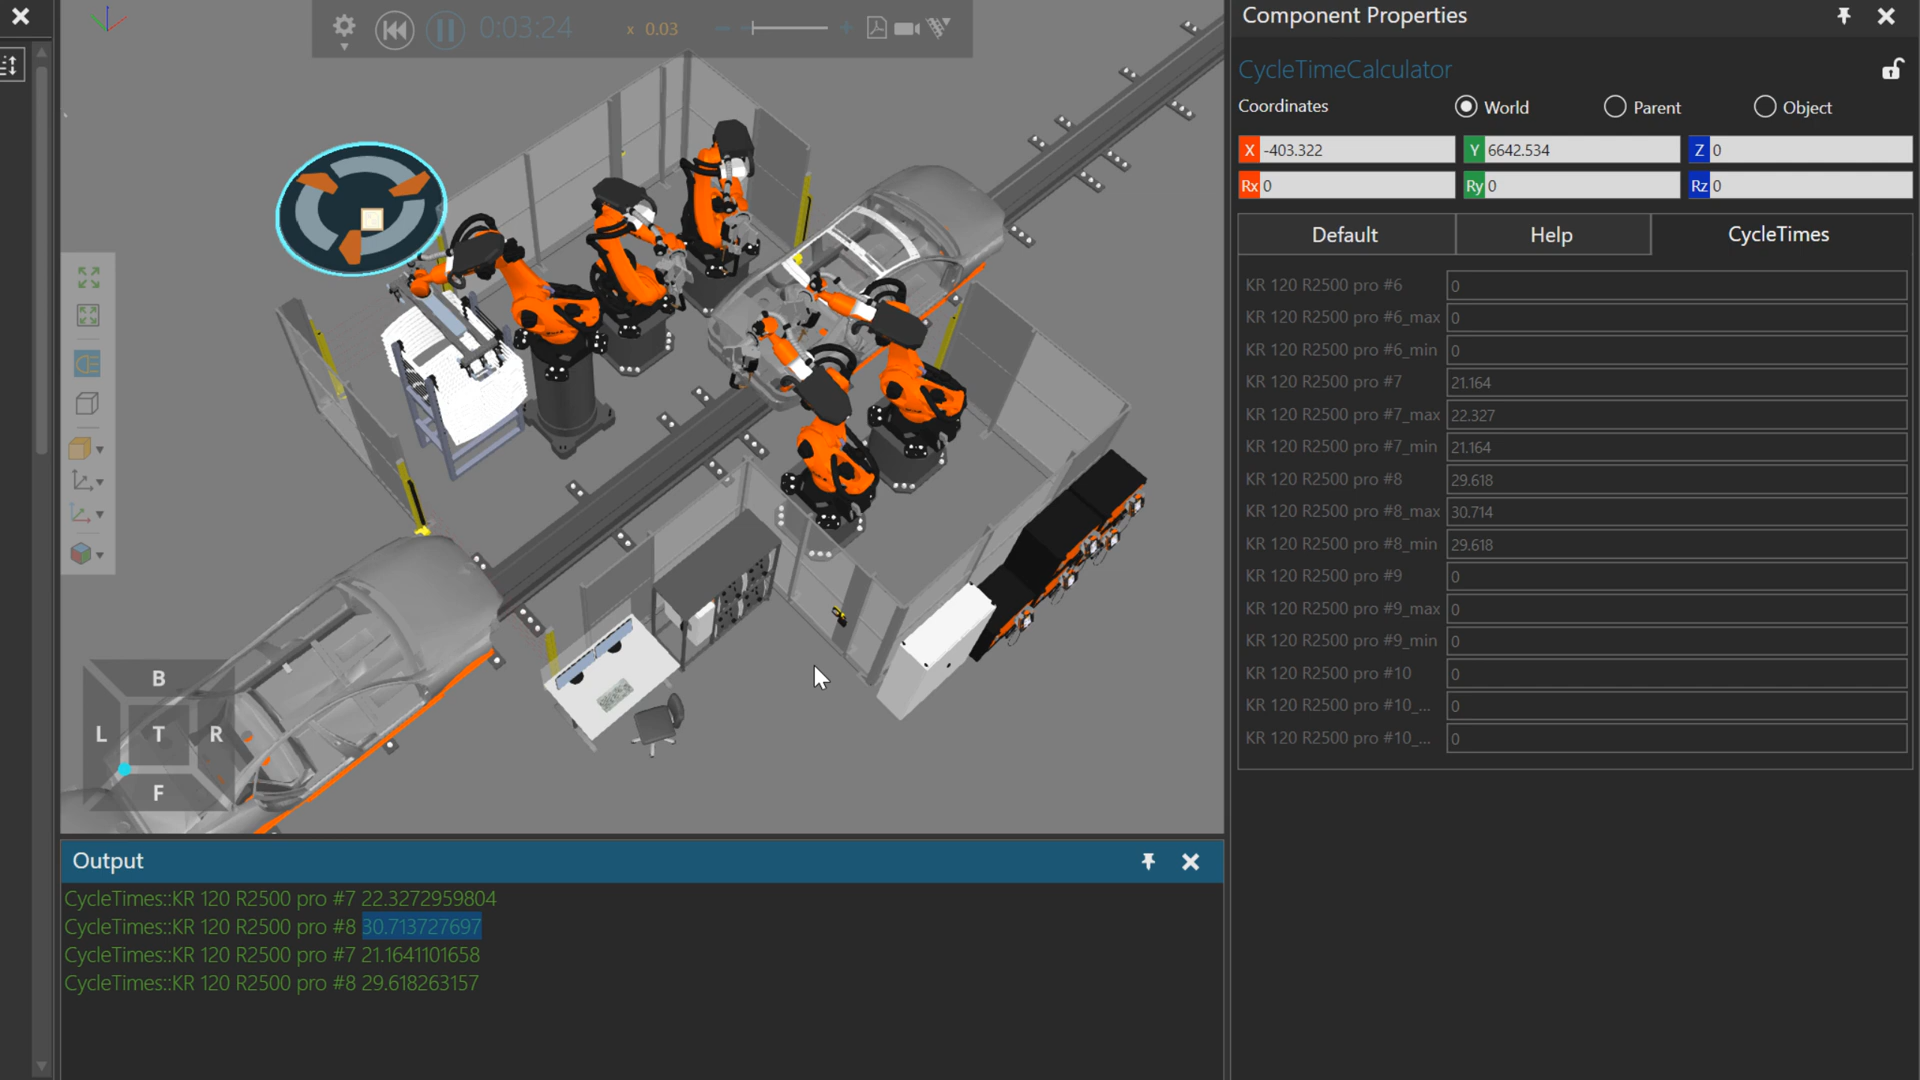 0:03:24
x 0.03
Component Properties
CycleTimeCalculator
Coordinates
World
Parent
Object
X -403.322
Y 6642.534
Z 0
Rx 0
Ry 0
Rz 0
Default
Help
CycleTimes
KR 120 R2500 pro #6 0
KR 120 R2500 pro #6_max 0
KR 120 R2500 pro #6_min 0
KR 120 R2500 pro #7 21.164
KR 120 R2500 pro #7_max 22.327
KR 120 R2500 pro #7_min 21.164
KR 120 R2500 pro #8 29.618
KR 120 R2500 pro #8_max 30.714
KR 120 R2500 pro #8_min 29.618
KR 120 R2500 pro #9 0
KR 120 R2500 pro #9_max 0
KR 120 R2500 pro #9_min 0
KR 120 R2500 pro #10 0
KR 120 R2500 pro #10_... 0
KR 120 R2500 pro #10_... 0
B
L T R
F
Output
CycleTimes::KR 120 R2500 pro #7 22.3272959804
CycleTimes::KR 120 R2500 pro #8 30.713727697
CycleTimes::KR 120 R2500 pro #7 21.1641101658
CycleTimes::KR 120 R2500 pro #8 29.618263157